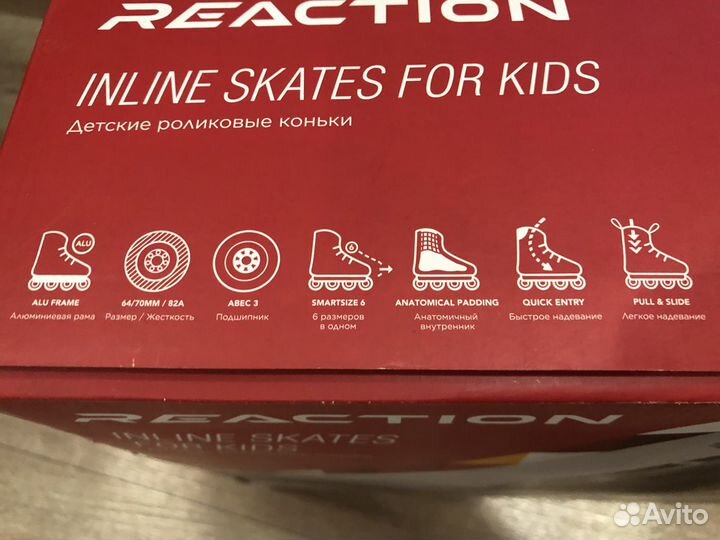 REACTION
INLINE SKATES FOR KIDS
Детские роликовые коньки
ALU
6
ALU FRAME
Алюминиевая рама
64/70MM / 82A
Размер / Жесткость
ABEC 3
Подшипник
SMARTSIZE 6
6 размеров
в одном
ANATOMICAL PADDING
Анатомичный
внутренник
QUICK ENTRY
Быстрое надевание
PULL & SLIDE
Легкое надевание
REACTION
INLINE SKATES
FOR KIDS
Avito